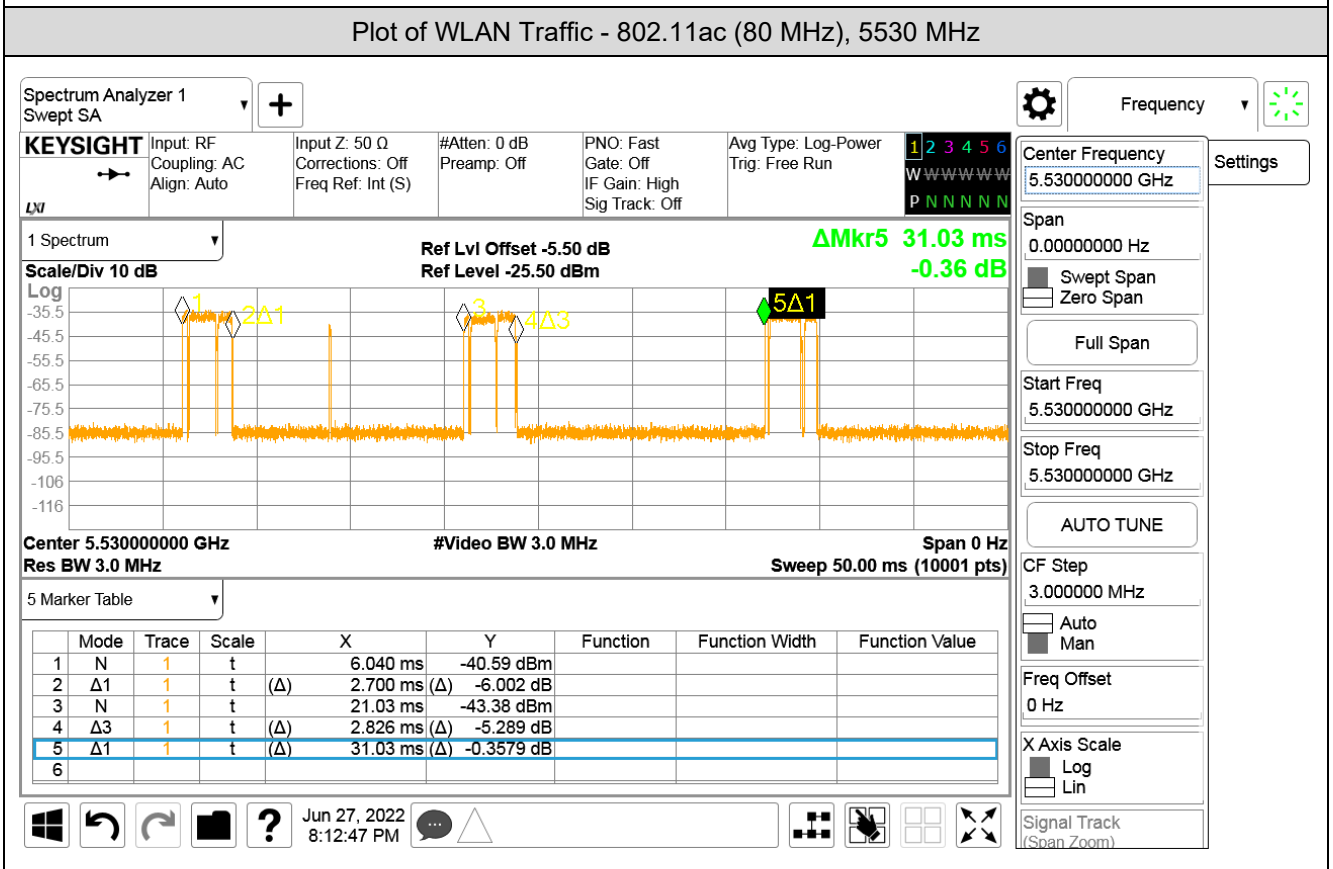 Plot of WLAN Traffic - 802.11ac (80 MHz), 5530 MHz
Spectrum Analyzer 1
Swept SA
Frequency
KEYSIGHT
Input: RF
Coupling: AC
Align: Auto
Input Z: 50 Ω
Corrections: Off
Freq Ref: Int (S)
#Atten: 0 dB
Preamp: Off
PNO: Fast
Gate: Off
IF Gain: High
Sig Track: Off
Avg Type: Log-Power
Trig: Free Run
1 2 3 4 5 6
W W W W W W
P N N N N N
LXI
1 Spectrum
Ref Lvl Offset -5.50 dB
ΔMkr5 31.03 ms
Scale/Div 10 dB
Ref Level -25.50 dBm
-0.36 dB
Log
1
2Δ1
3
4Δ3
5Δ1
-35.5
-45.5
-55.5
-65.5
-75.5
-85.5
-95.5
-106
-116
Center 5.530000000 GHz
#Video BW 3.0 MHz
Span 0 Hz
Res BW 3.0 MHz
Sweep 50.00 ms (10001 pts)
5 Marker Table
Mode Trace Scale X Y Function Function Width Function Value
1 N 1 t 6.040 ms -40.59 dBm
2 Δ1 1 t (Δ) 2.700 ms (Δ) -6.002 dB
3 N 1 t 21.03 ms -43.38 dBm
4 Δ3 1 t (Δ) 2.826 ms (Δ) -5.289 dB
5 Δ1 1 t (Δ) 31.03 ms (Δ) -0.3579 dB
6
?
Jun 27, 2022
8:12:47 PM
Center Frequency
5.530000000 GHz
Settings
Span
0.00000000 Hz
Swept Span
Zero Span
Full Span
Start Freq
5.530000000 GHz
Stop Freq
5.530000000 GHz
AUTO TUNE
CF Step
3.000000 MHz
Auto
Man
Freq Offset
0 Hz
X Axis Scale
Log
Lin
Signal Track
(Span Zoom)